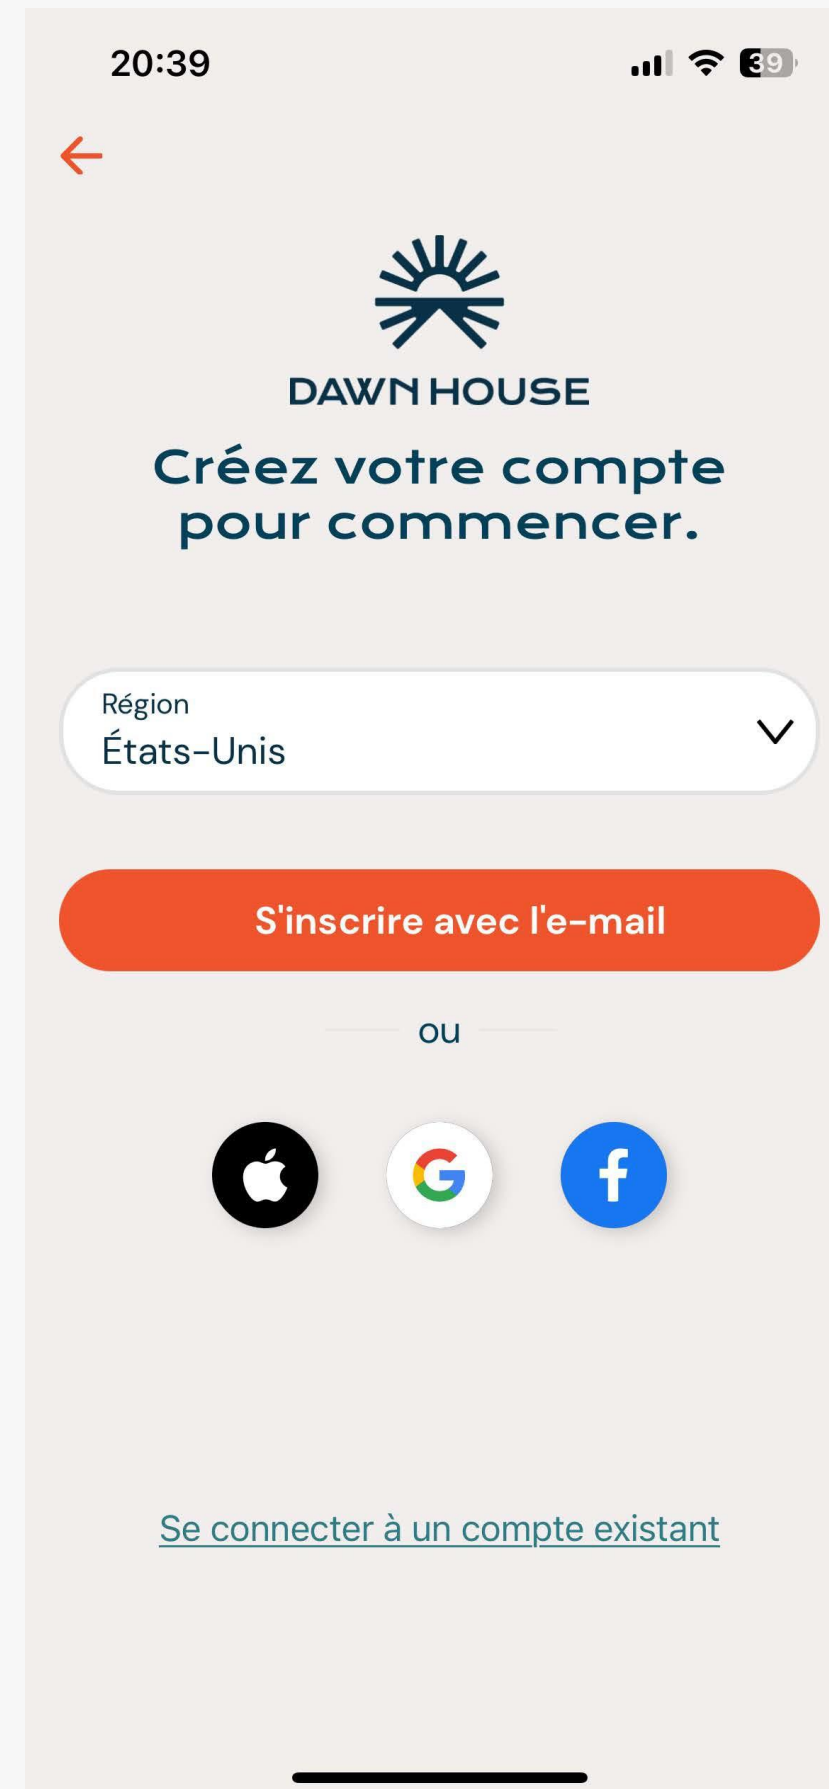 20:39
39
DAWN HOUSE
Créez votre compte
pour commencer.
Région
États-Unis
S'inscrire avec l'e-mail
ou
Se connecter à un compte existant